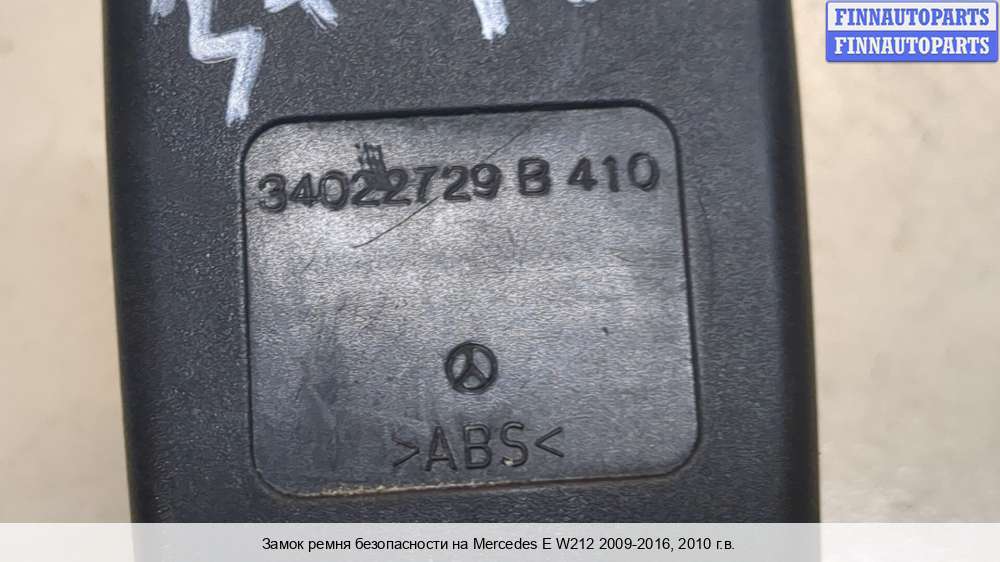 FINNAUTOPARTS
FINNAUTOPARTS
34022729 B 410
>ABS<
Замок ремня безопасности на Mercedes E W212 2009-2016, 2010 г.в.